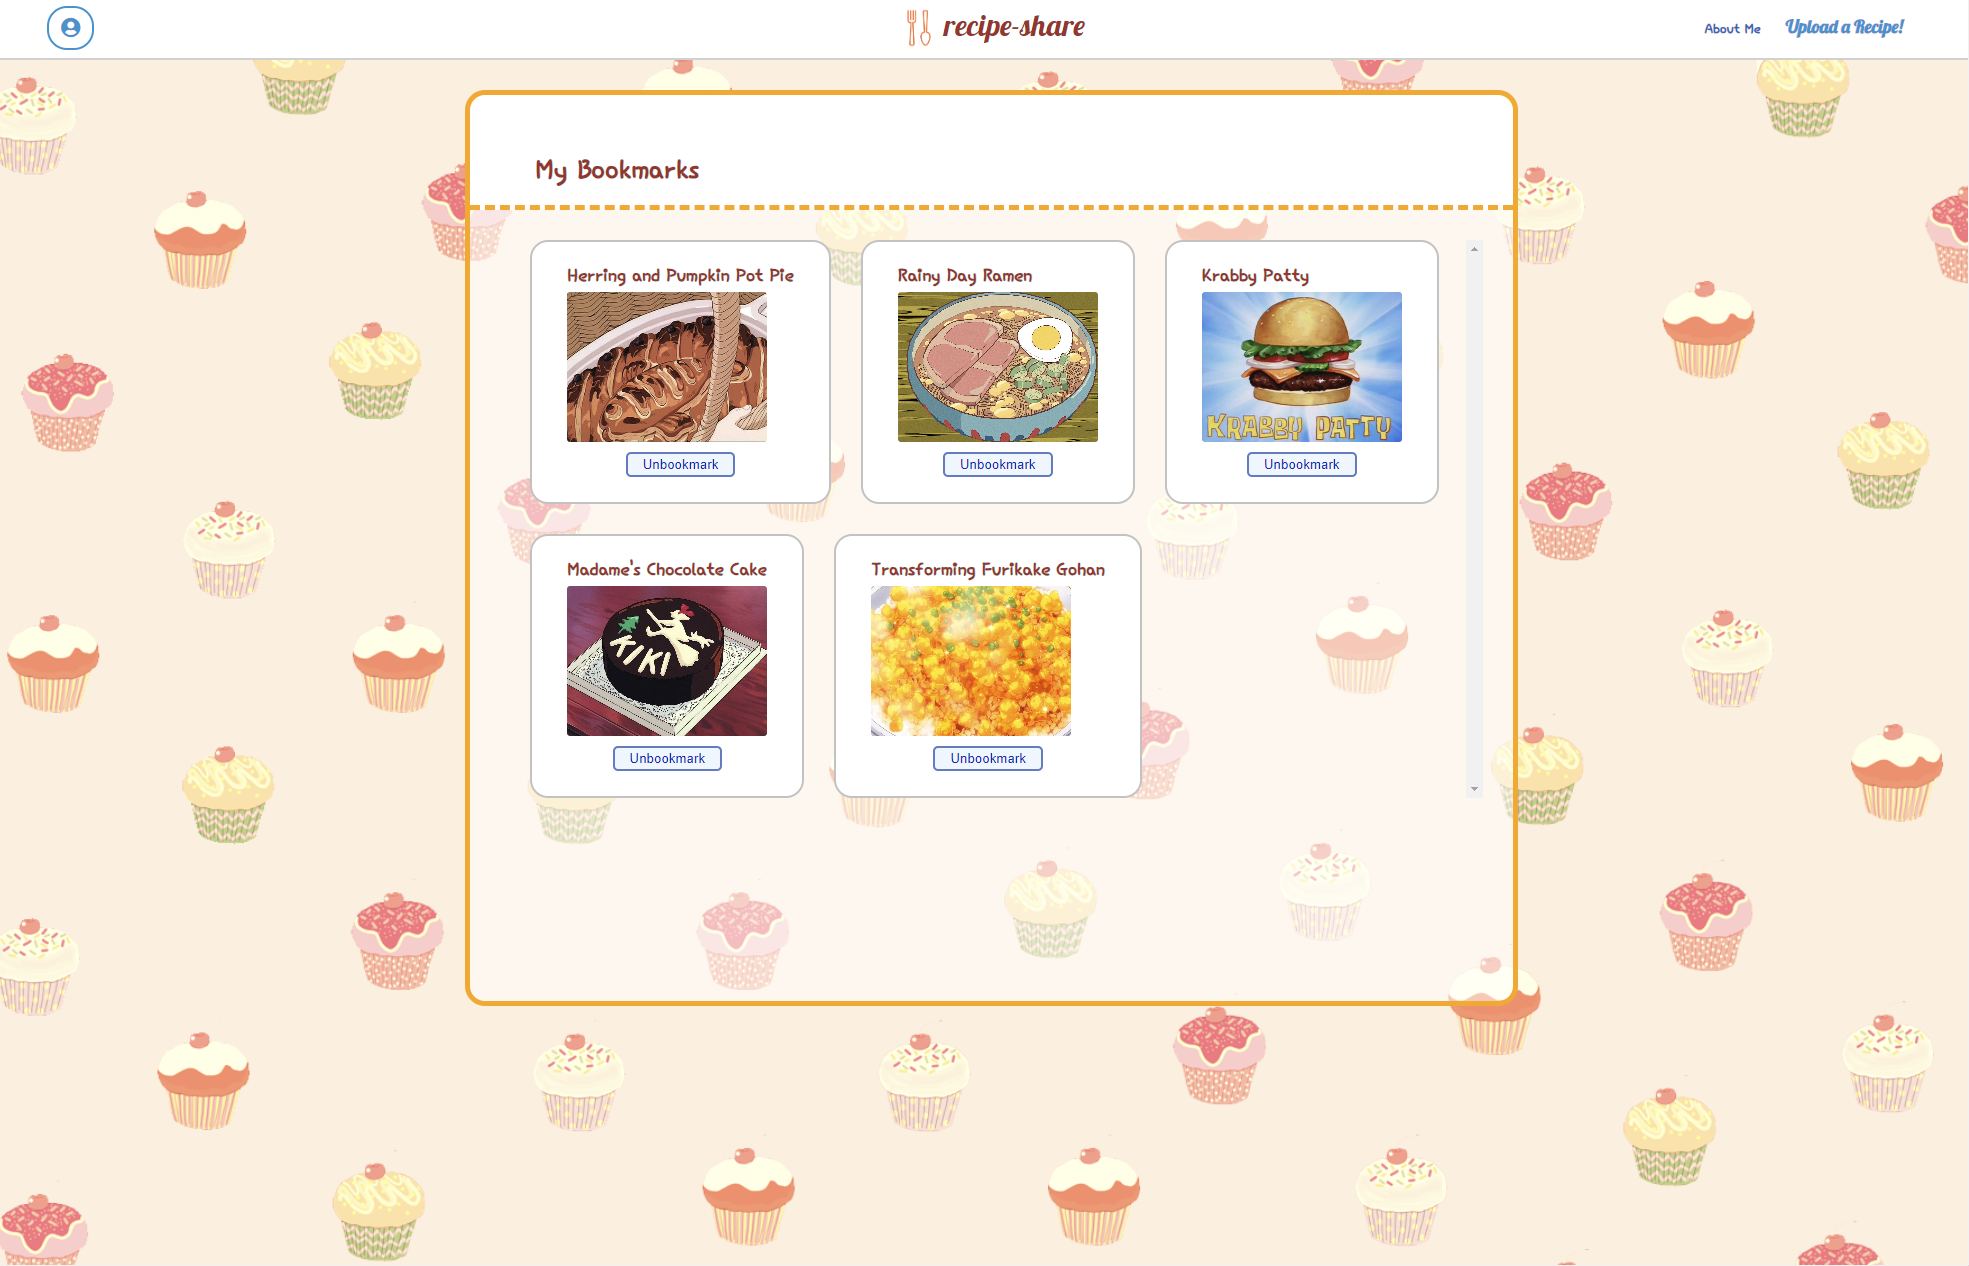 recipe-share
About Me
Upload a Recipe!
My Bookmarks
Herring and Pumpkin Pot Pie
Rainy Day Ramen
Krabby Patty
KRABBY PATTY
Unbookmark
Unbookmark
Unbookmark
Madame's Chocolate Cake
Transforming Furikake Gohan
KIKI
Unbookmark
Unbookmark